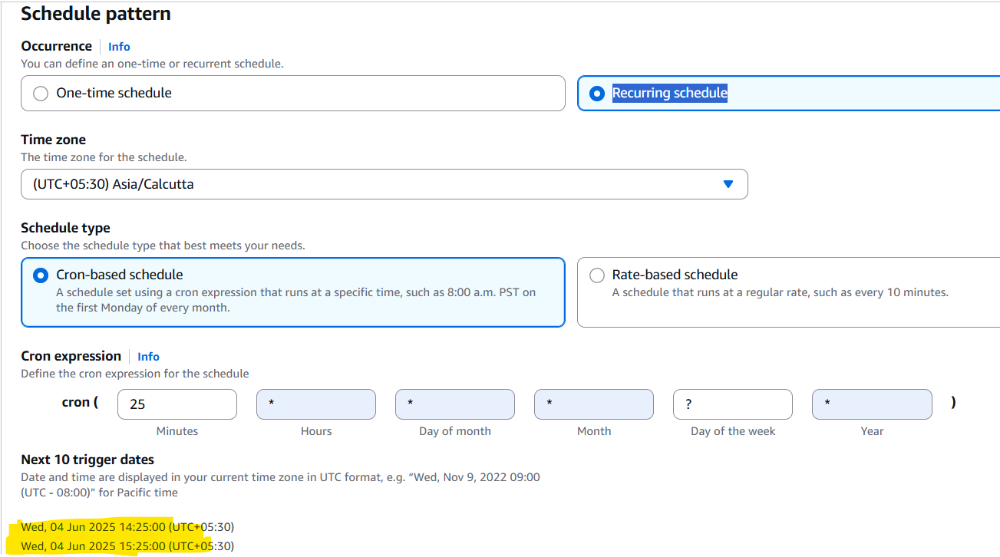 Schedule pattern
Occurrence Info
You can define an one-time or recurrent schedule.
One-time schedule
Recurring schedule
Time zone
The time zone for the schedule.
(UTC+05:30) Asia/Calcutta
Schedule type
Choose the schedule type that best meets your needs.
Cron-based schedule
A schedule set using a cron expression that runs at a specific time, such as 8:00 a.m. PST on
the first Monday of every month.
Rate-based schedule
A schedule that runs at a regular rate, such as every 10 minutes.
Cron expression Info
Define the cron expression for the schedule
cron ( 25 * * * ? * )
Minutes Hours Day of month Month Day of the week Year
Next 10 trigger dates
Date and time are displayed in your current time zone in UTC format, e.g. “Wed, Nov 9, 2022 09:00
(UTC - 08:00)” for Pacific time
Wed, 04 Jun 2025 14:25:00 (UTC+05:30)
Wed, 04 Jun 2025 15:25:00 (UTC+05:30)